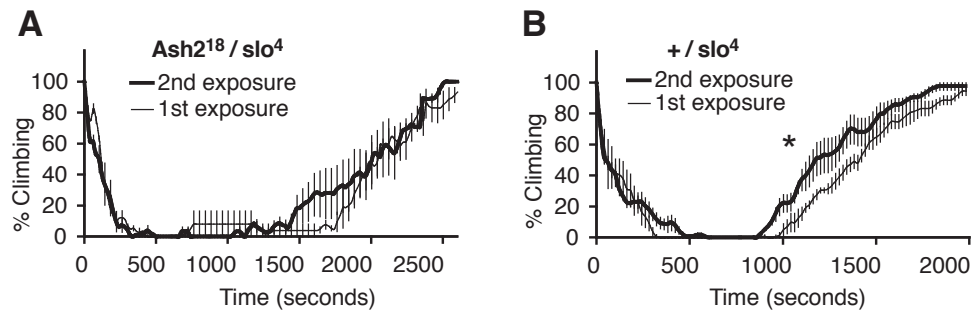 A
Ash2¹⁸ / slo⁴
2nd exposure
1st exposure
% Climbing
100
80
60
40
20
0
0 500 1000 1500 2000 2500
Time (seconds)
B
+ / slo⁴
2nd exposure
1st exposure
*
% Climbing
100
80
60
40
20
0
0 500 1000 1500 2000
Time (seconds)